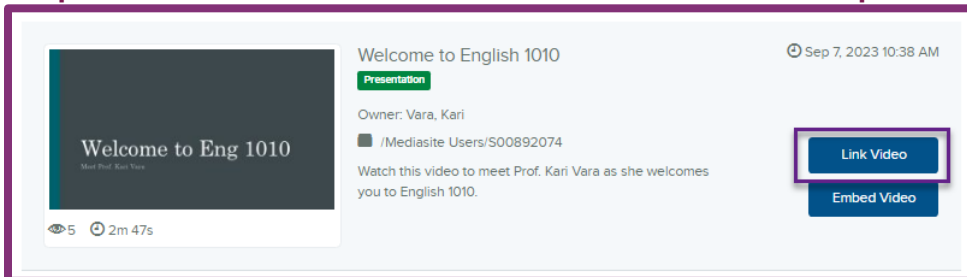 Welcome to Eng 1010
Meet Prof. Kari Vara
5 2m 47s
Welcome to English 1010
Presentation
Owner: Vara, Kari
/Mediasite Users/S00892074
Watch this video to meet Prof. Kari Vara as she welcomes
you to English 1010.
Sep 7, 2023 10:38 AM
Link Video
Embed Video